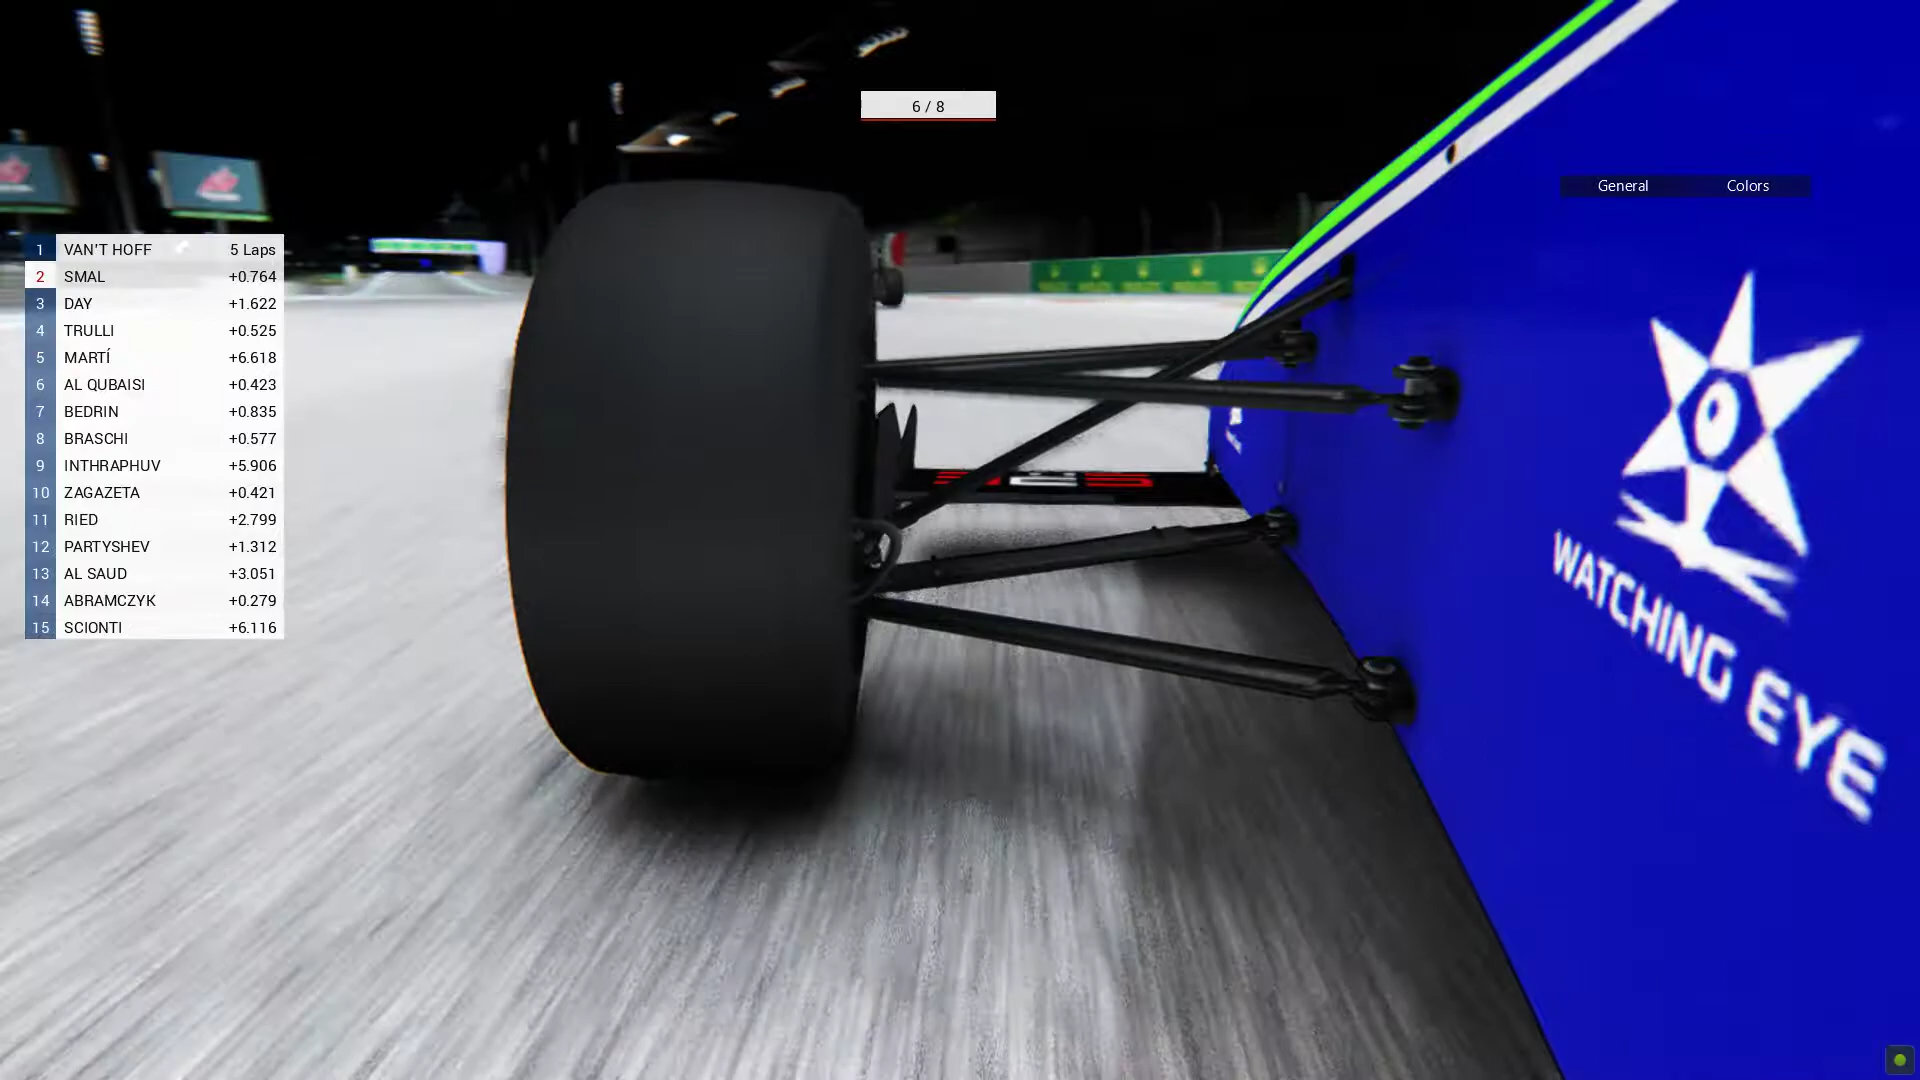 6 / 8
General Colors
1 VAN'T HOFF 5 Laps
2 SMAL +0.764
3 DAY +1.622
4 TRULLI +0.525
5 MARTÍ +6.618
6 AL QUBAISI +0.423
7 BEDRIN +0.835
8 BRASCHI +0.577
9 INTHRAPHUV +5.906
10 ZAGAZETA +0.421
11 RIED +2.799
12 PARTYSHEV +1.312
13 AL SAUD +3.051
14 ABRAMCZYK +0.279
15 SCIONTI +6.116
WATCHING EYE